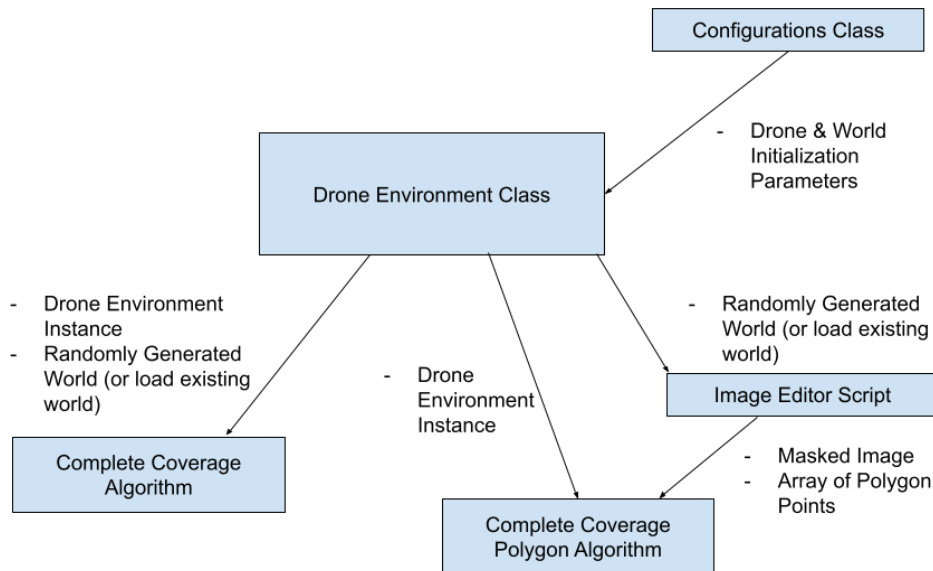 Configurations Class
- Drone & World
Initialization
Parameters
Drone Environment Class
- Drone Environment
Instance
- Randomly Generated
World (or load existing
world)
- Drone
Environment
Instance
- Randomly Generated
World (or load existing
world)
Image Editor Script
- Masked Image
- Array of Polygon
Points
Complete Coverage
Algorithm
Complete Coverage
Polygon Algorithm